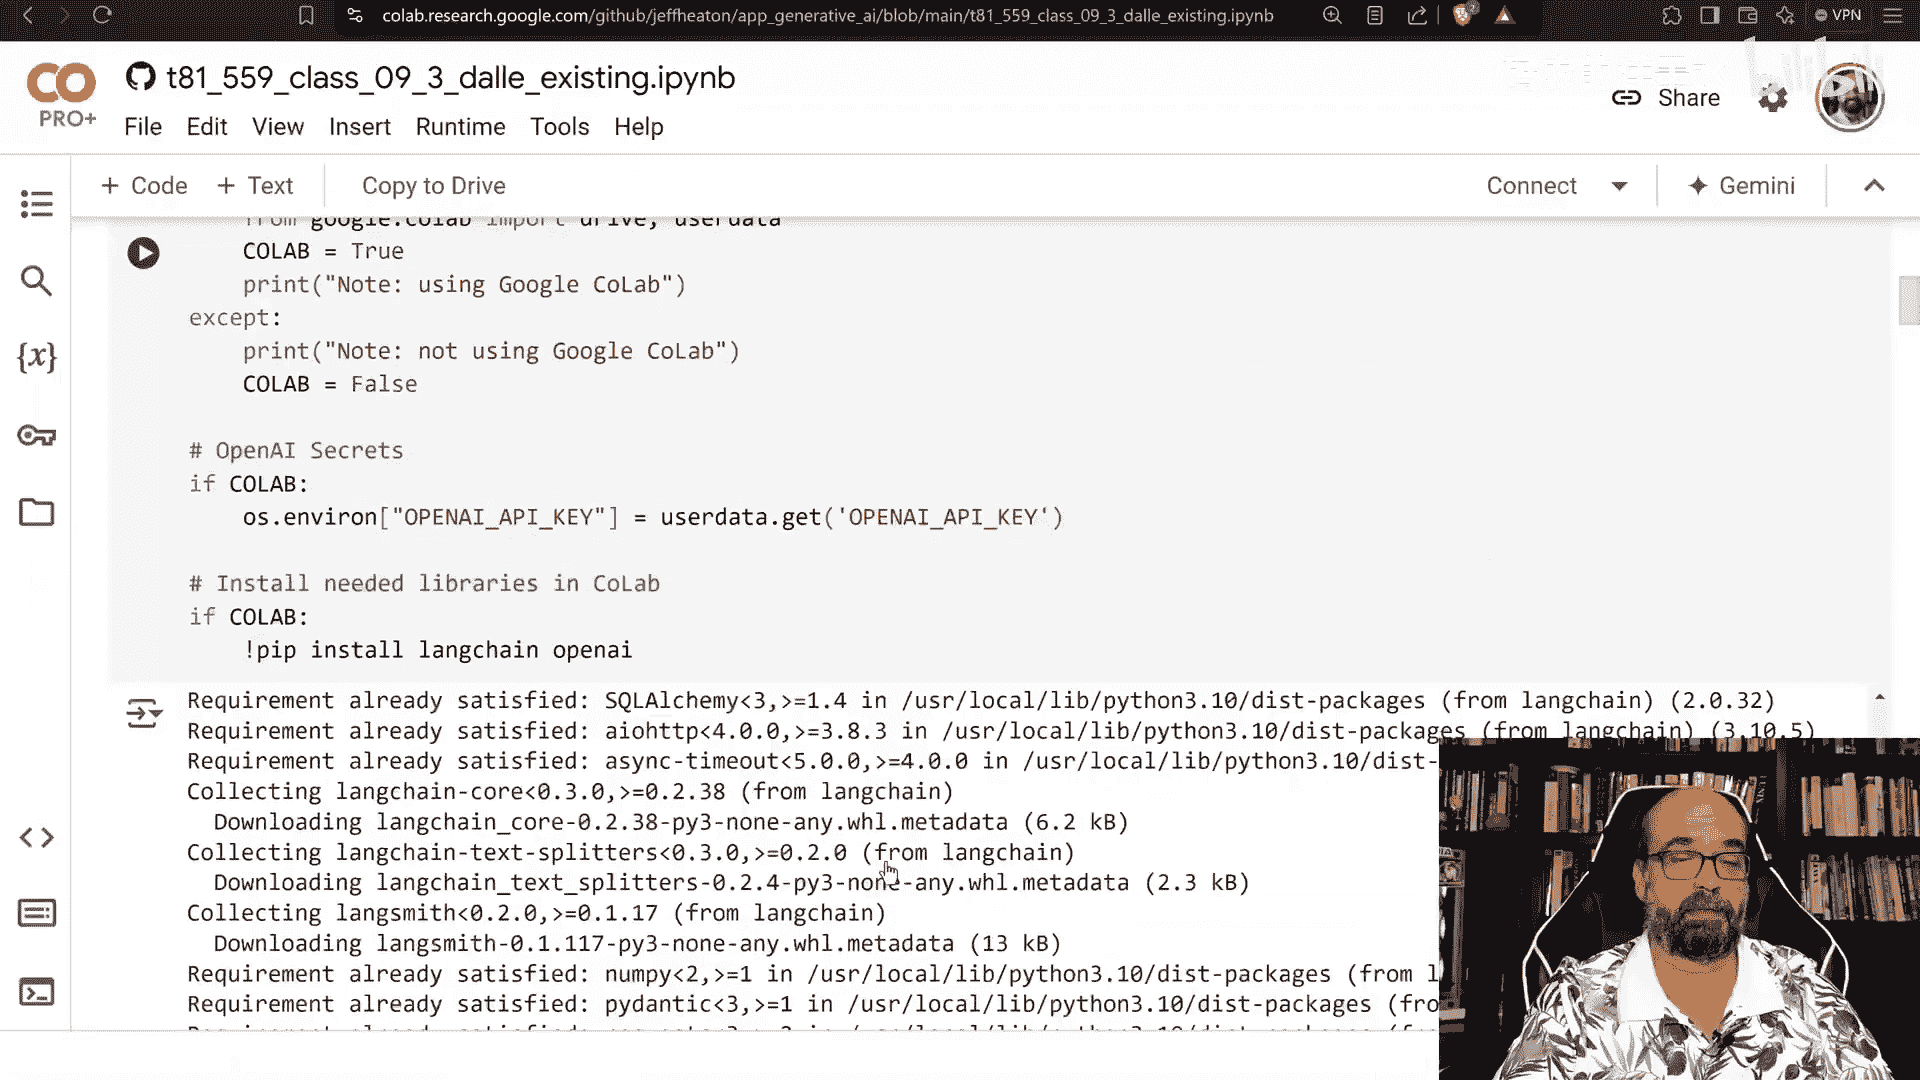 colab.research.google.com/github/jeffheaton/app_generative_ai/blob/main/t81_559_class_09_3_dalle_existing.ipynb
VPN
CO
PRO+
t81_559_class_09_3_dalle_existing.ipynb
Share
File Edit View Insert Runtime Tools Help
+ Code + Text Copy to Drive Connect Gemini
from google.colab import drive, userdata
COLAB = True
print("Note: using Google CoLab")
except:
print("Note: not using Google CoLab")
COLAB = False
# OpenAI Secrets
if COLAB:
os.environ["OPENAI_API_KEY"] = userdata.get('OPENAI_API_KEY')
# Install needed libraries in CoLab
if COLAB:
!pip install langchain openai
Requirement already satisfied: SQLAlchemy<3,>=1.4 in /usr/local/lib/python3.10/dist-packages (from langchain) (2.0.32)
Requirement already satisfied: aiohttp<4.0.0,>=3.8.3 in /usr/local/lib/python3.10/dist-packages (from langchain) (3.10.5)
Requirement already satisfied: async-timeout<5.0.0,>=4.0.0 in /usr/local/lib/python3.10/dist-
Collecting langchain-core<0.3.0,>=0.2.38 (from langchain)
Downloading langchain_core-0.2.38-py3-none-any.whl.metadata (6.2 kB)
Collecting langchain-text-splitters<0.3.0,>=0.2.0 (from langchain)
Downloading langchain_text_splitters-0.2.4-py3-none-any.whl.metadata (2.3 kB)
Collecting langsmith<0.2.0,>=0.1.17 (from langchain)
Downloading langsmith-0.1.117-py3-none-any.whl.metadata (13 kB)
Requirement already satisfied: numpy<2,>=1 in /usr/local/lib/python3.10/dist-packages (from l
Requirement already satisfied: pydantic<3,>=1 in /usr/local/lib/python3.10/dist-packages (fro